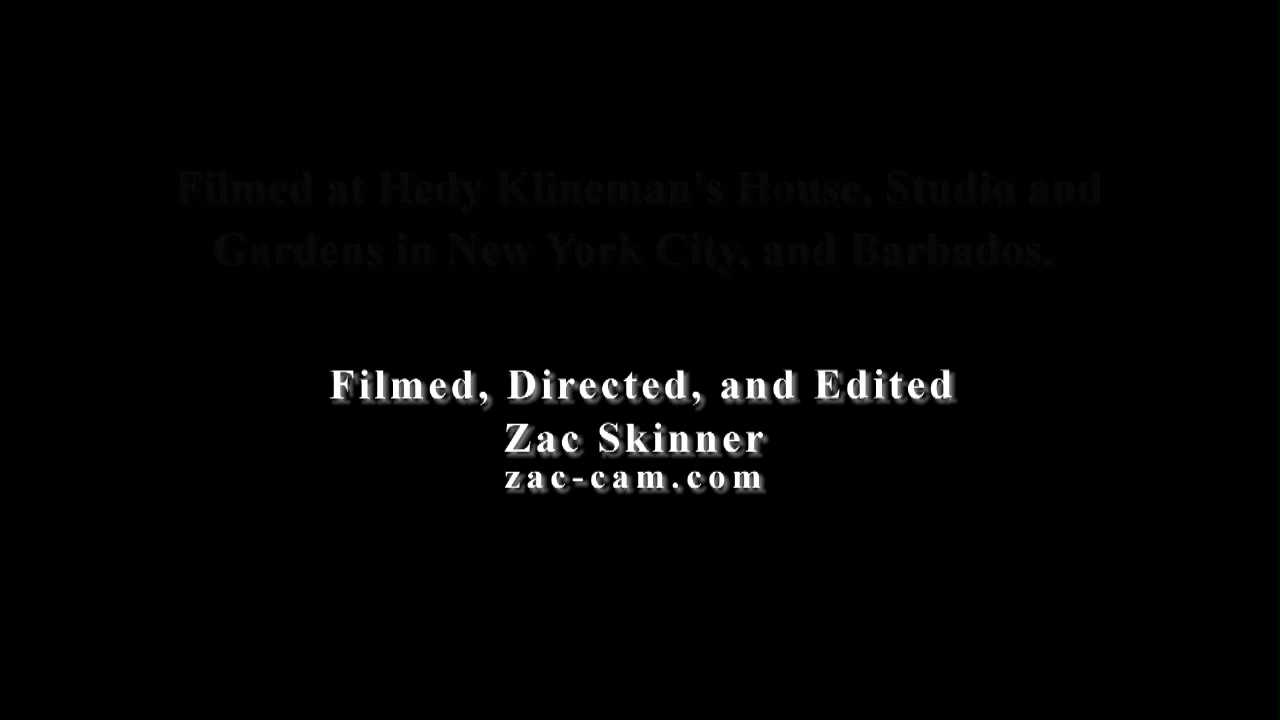 Filmed at Hedy Klineman's House, Studio and
Gardens in New York City, and Barbados.
Filmed, Directed, and Edited
Zac Skinner
zac-cam.com